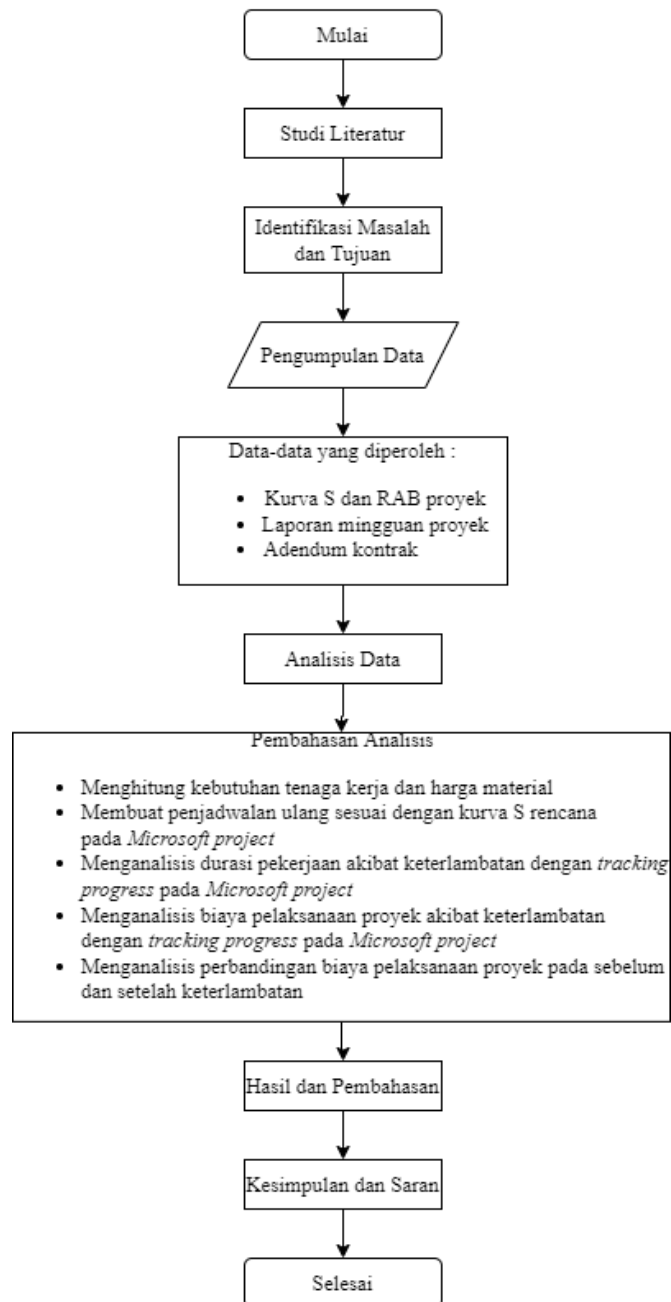 Mulai
Studi Literatur
Identifikasi Masalah
dan Tujuan
Pengumpulan Data
Data-data yang diperoleh :
• Kurva S dan RAB proyek
• Laporan mingguan proyek
• Adendum kontrak
Analisis Data
Pembahasan Analisis
• Menghitung kebutuhan tenaga kerja dan harga material
• Membuat penjadwalan ulang sesuai dengan kurva S rencana
pada Microsoft project
• Menganalisis durasi pekerjaan akibat keterlambatan dengan tracking
progress pada Microsoft project
• Menganalisis biaya pelaksanaan proyek akibat keterlambatan
dengan tracking progress pada Microsoft project
• Menganalisis perbandingan biaya pelaksanaan proyek pada sebelum
dan setelah keterlambatan
Hasil dan Pembahasan
Kesimpulan dan Saran
Selesai